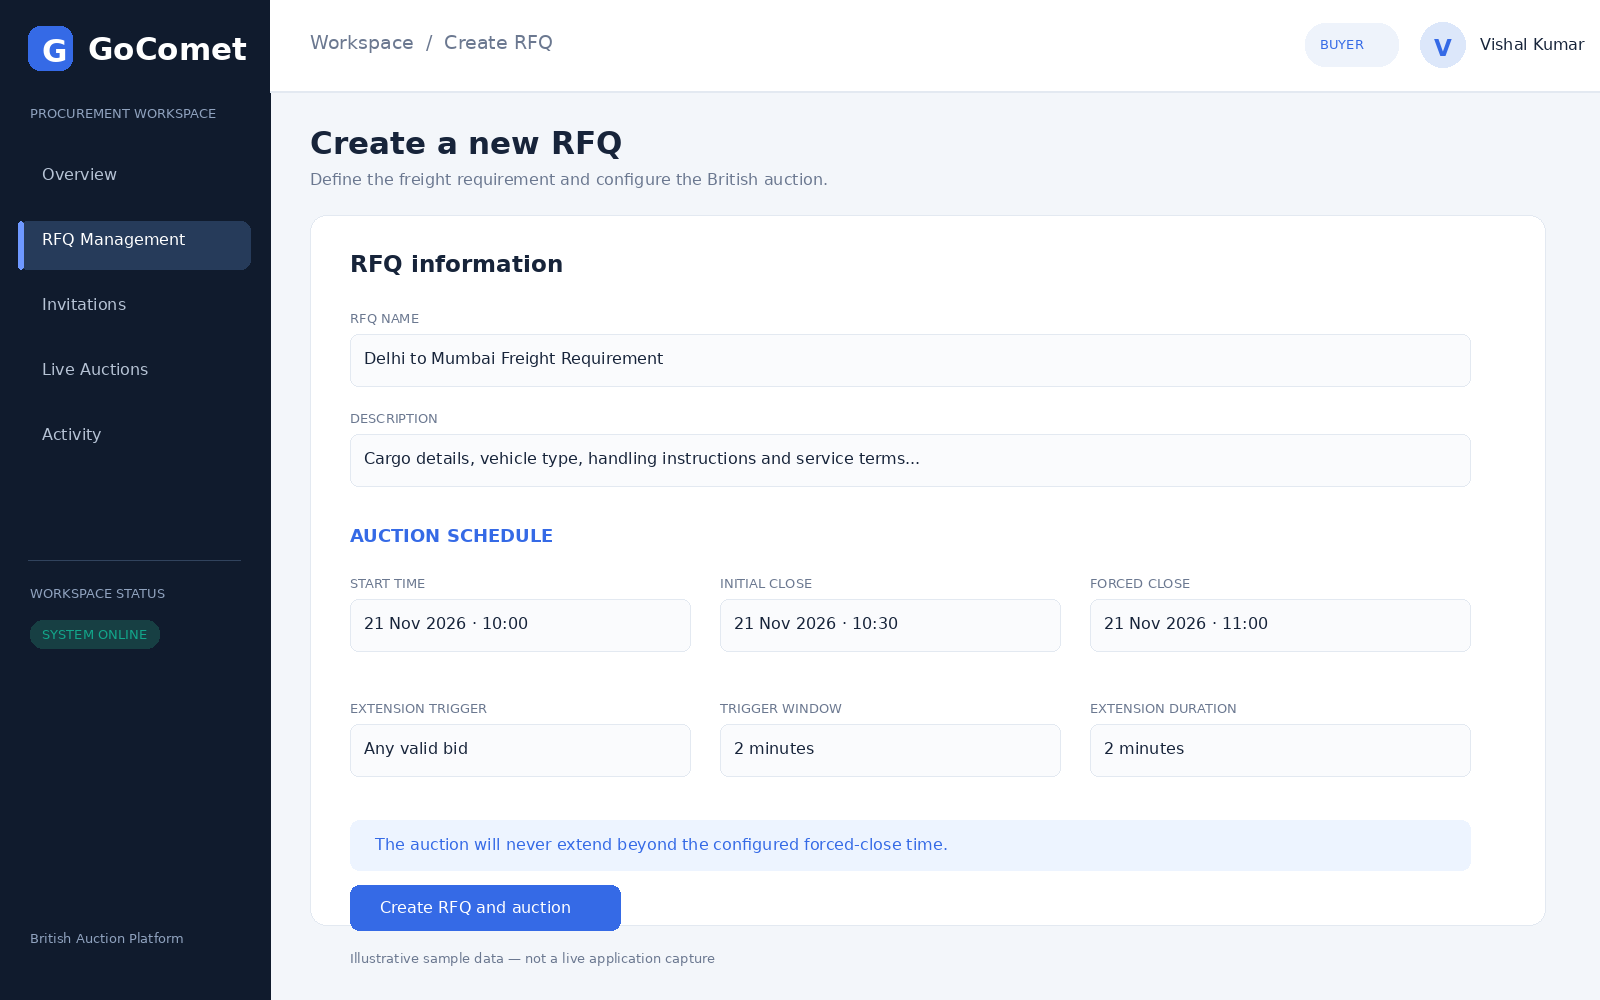 G GoComet
PROCUREMENT WORKSPACE
Overview
RFQ Management
Invitations
Live Auctions
Activity
WORKSPACE STATUS
SYSTEM ONLINE
British Auction Platform
Workspace / Create RFQ
BUYER
V
Vishal Kumar
Create a new RFQ
Define the freight requirement and configure the British auction.
RFQ information
RFQ NAME
Delhi to Mumbai Freight Requirement
DESCRIPTION
Cargo details, vehicle type, handling instructions and service terms...
AUCTION SCHEDULE
START TIME INITIAL CLOSE FORCED CLOSE
21 Nov 2026 · 10:00 21 Nov 2026 · 10:30 21 Nov 2026 · 11:00
EXTENSION TRIGGER TRIGGER WINDOW EXTENSION DURATION
Any valid bid 2 minutes 2 minutes
The auction will never extend beyond the configured forced-close time.
Create RFQ and auction
Illustrative sample data — not a live application capture